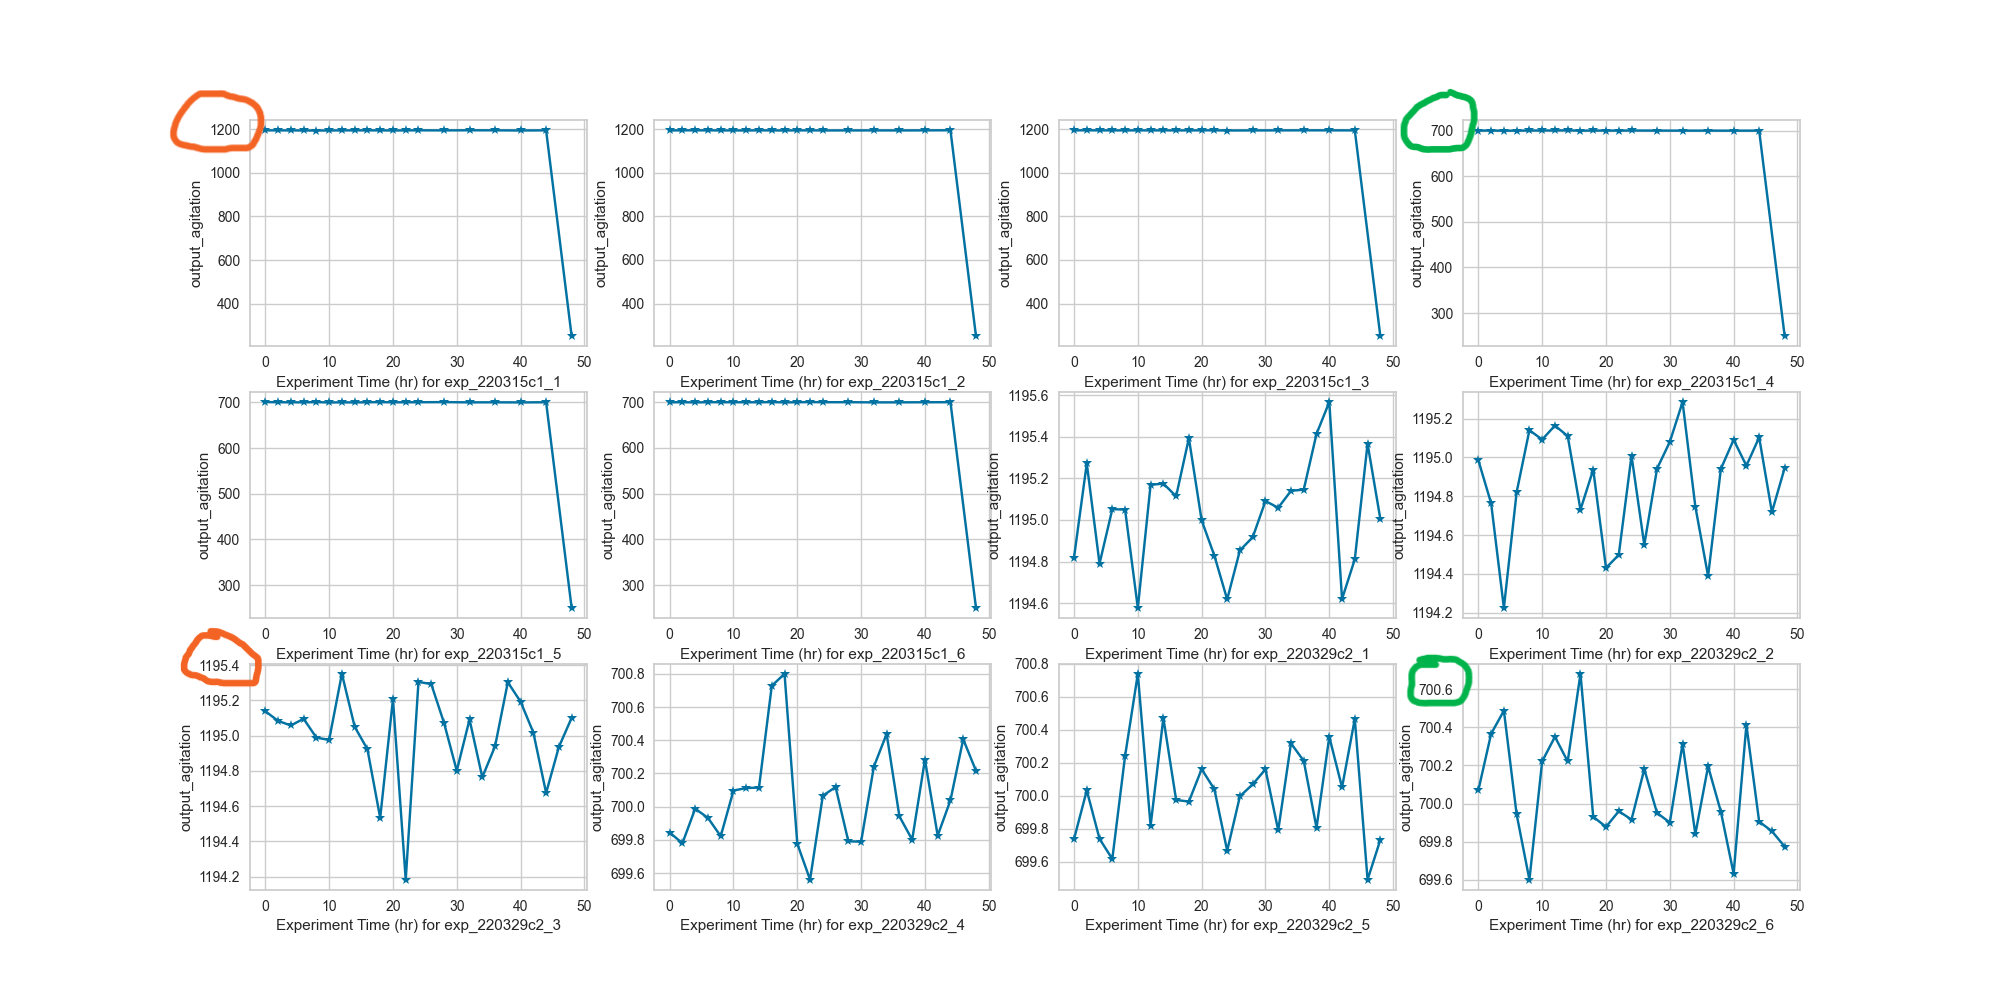 1200
1000
800
600
400
output_agitation
0 10 20 30 40 50
Experiment Time (hr) for exp_220315c1_1
1200
1000
800
600
400
output_agitation
0 10 20 30 40 50
Experiment Time (hr) for exp_220315c1_2
1200
1000
800
600
400
output_agitation
0 10 20 30 40 50
Experiment Time (hr) for exp_220315c1_3
700
600
500
400
300
output_agitation
0 10 20 30 40 50
Experiment Time (hr) for exp_220315c1_4
700
600
500
400
300
output_agitation
0 10 20 30 40 50
Experiment Time (hr) for exp_220315c1_5
700
600
500
400
300
output_agitation
0 10 20 30 40 50
Experiment Time (hr) for exp_220315c1_6
1195.6
1195.4
1195.2
1195.0
1194.8
1194.6
output_agitation
0 10 20 30 40 50
Experiment Time (hr) for exp_220329c2_1
1195.2
1195.0
1194.8
1194.6
1194.4
1194.2
output_agitation
0 10 20 30 40 50
Experiment Time (hr) for exp_220329c2_2
1195.4
1195.2
1195.0
1194.8
1194.6
1194.4
1194.2
output_agitation
0 10 20 30 40 50
Experiment Time (hr) for exp_220329c2_3
700.8
700.6
700.4
700.2
700.0
699.8
699.6
output_agitation
0 10 20 30 40 50
Experiment Time (hr) for exp_220329c2_4
700.8
700.6
700.4
700.2
700.0
699.8
699.6
output_agitation
0 10 20 30 40 50
Experiment Time (hr) for exp_220329c2_5
700.6
700.4
700.2
700.0
699.8
699.6
output_agitation
0 10 20 30 40 50
Experiment Time (hr) for exp_220329c2_6